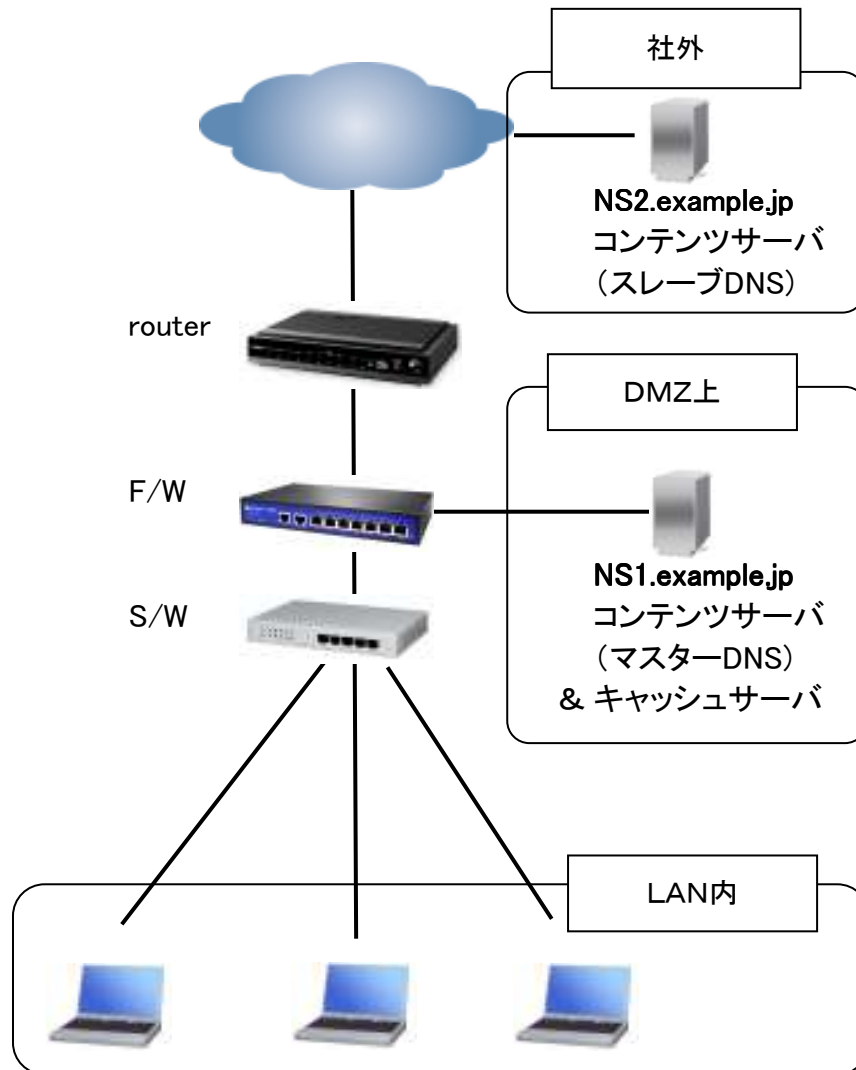 社外
NS2.example.jp
コンテンツサーバ
（スレーブDNS）
router
DMZ上
F/W
NS1.example.jp
コンテンツサーバ
（マスターDNS）
＆ キャッシュサーバ
S/W
LAN内